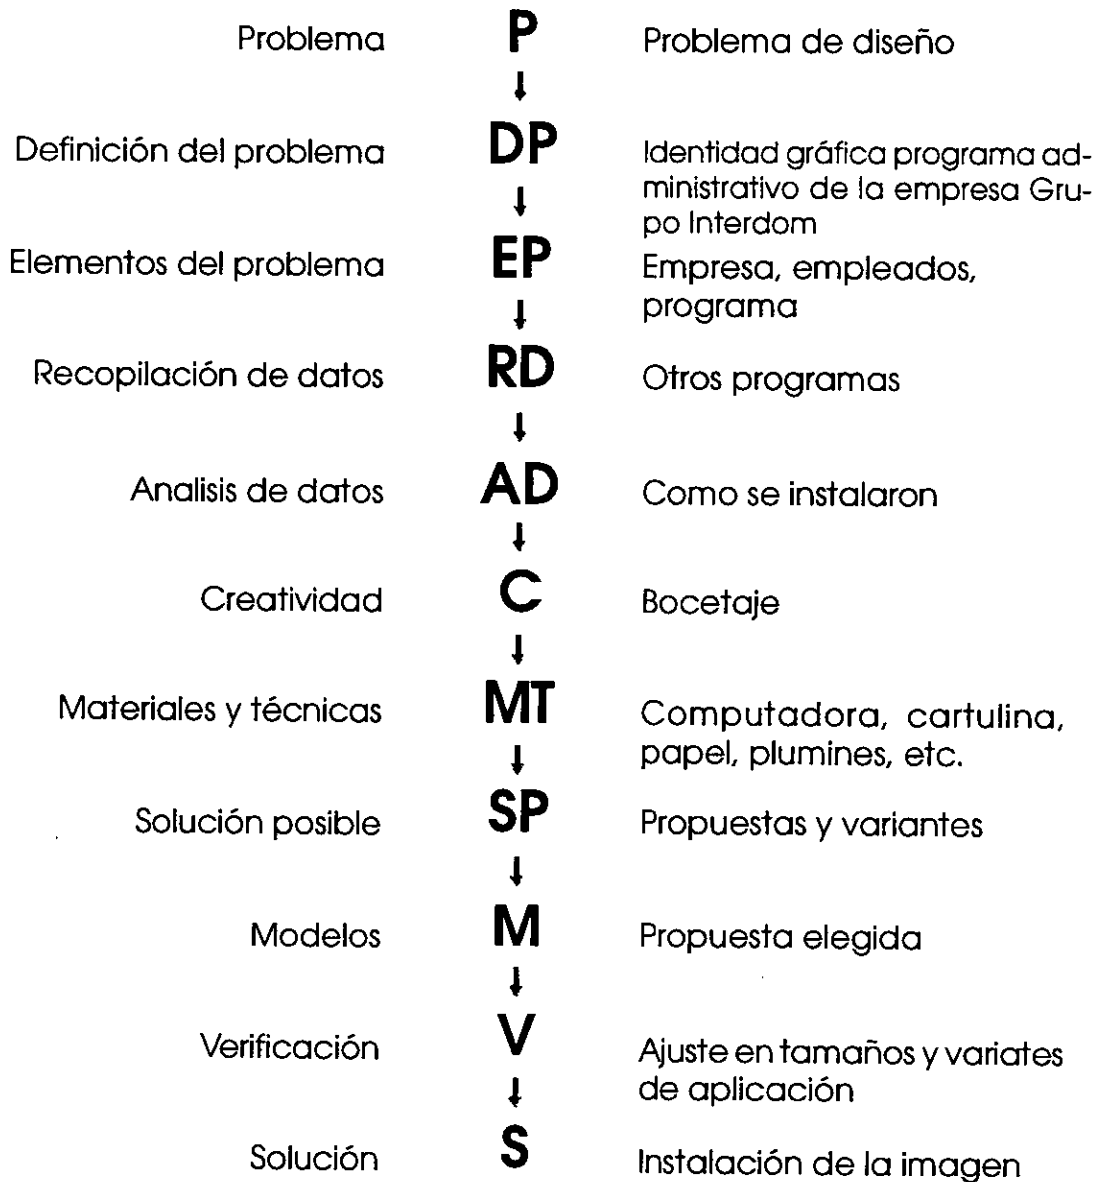 Problema P Problema de diseño
Definición del problema DP Identidad gráfica programa ad-
ministrativo de la empresa Gru-
po Interdom
Elementos del problema EP Empresa, empleados,
programa
Recopilación de datos RD Otros programas
Analisis de datos AD Como se instalaron
Creatividad C Bocetaje
Materiales y técnicas MT Computadora, cartulina,
papel, plumines, etc.
Solución posible SP Propuestas y variantes
Modelos M Propuesta elegida
Verificación V Ajuste en tamaños y variates
de aplicación
Solución S Instalación de la imagen